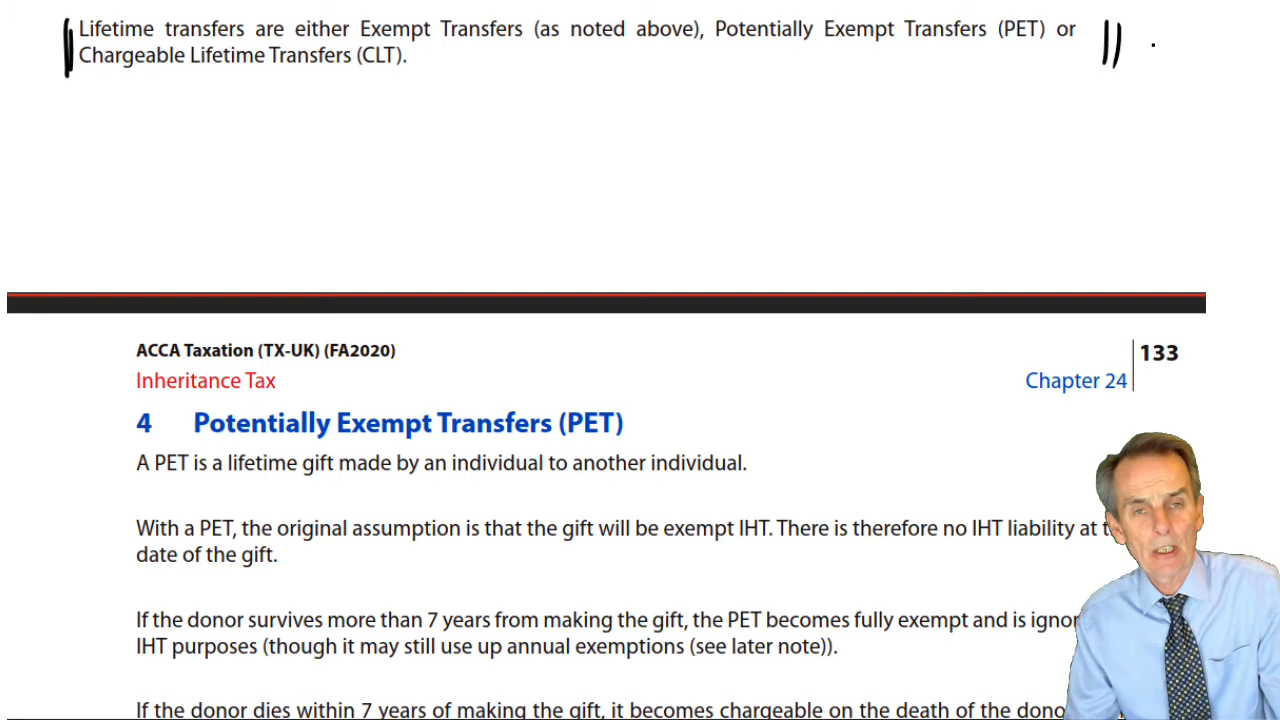 Lifetime transfers are either Exempt Transfers (as noted above), Potentially Exempt Transfers (PET) or
Chargeable Lifetime Transfers (CLT).
ACCA Taxation (TX-UK) (FA2020)
133
Inheritance Tax
Chapter 24
4 Potentially Exempt Transfers (PET)
A PET is a lifetime gift made by an individual to another individual.
With a PET, the original assumption is that the gift will be exempt IHT. There is therefore no IHT liability at
date of the gift.
If the donor survives more than 7 years from making the gift, the PET becomes fully exempt and is
IHT purposes (though it may still use up annual exemptions (see later note)).
If the donor dies within 7 years of making the gift, it becomes chargeable on the death of the